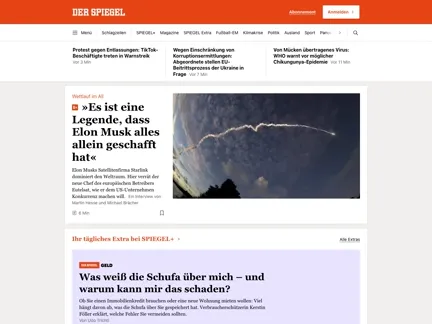 DER SPIEGEL
Abonnement
Anmelden
Menü Schlagzeilen SPIEGEL+ Magazine SPIEGEL Extra Fußball-EM Klimakrise Politik Ausland Sport
Protest gegen Entlassungen: TikTok-
Beschäftigte treten in Warnstreik
Vor 3 Min
Wegen Einschränkung von
Korruptionsermittlungen:
Abgeordnete stellen EU-
Beitrittsprozess der Ukraine in
Frage Vor 7 Min
Von Mücken übertragenes Virus:
WHO warnt vor möglicher
Chikungunya-Epidemie Vor 11 Min
Wettlauf im All
»Es ist eine
Legende, dass
Elon Musk alles
allein geschafft
hat«
Elon Musks Satellitenfirma Starlink
dominiert den Weltraum. Hier verrät der
neue Chef des europäischen Betreibers
Eutelsat, wie er dem US-Unternehmen
Konkurrenz machen will. Ein Interview von
Martin Hesse und Michael Brächer
8 Min
Ihr tägliches Extra bei SPIEGEL+
Alle Extras
GELD
Was weiß die Schufa über mich – und
warum kann mir das schaden?
Ob Sie einen Immobilienkredit brauchen oder eine neue Wohnung mieten wollen: Viel
hängt davon ab, was die Schufa über Sie gespeichert hat. Verbraucherschützerin Kerstin
Föller erklärt, welche Fehler Sie vermeiden sollten.
Von Udo Trichtl